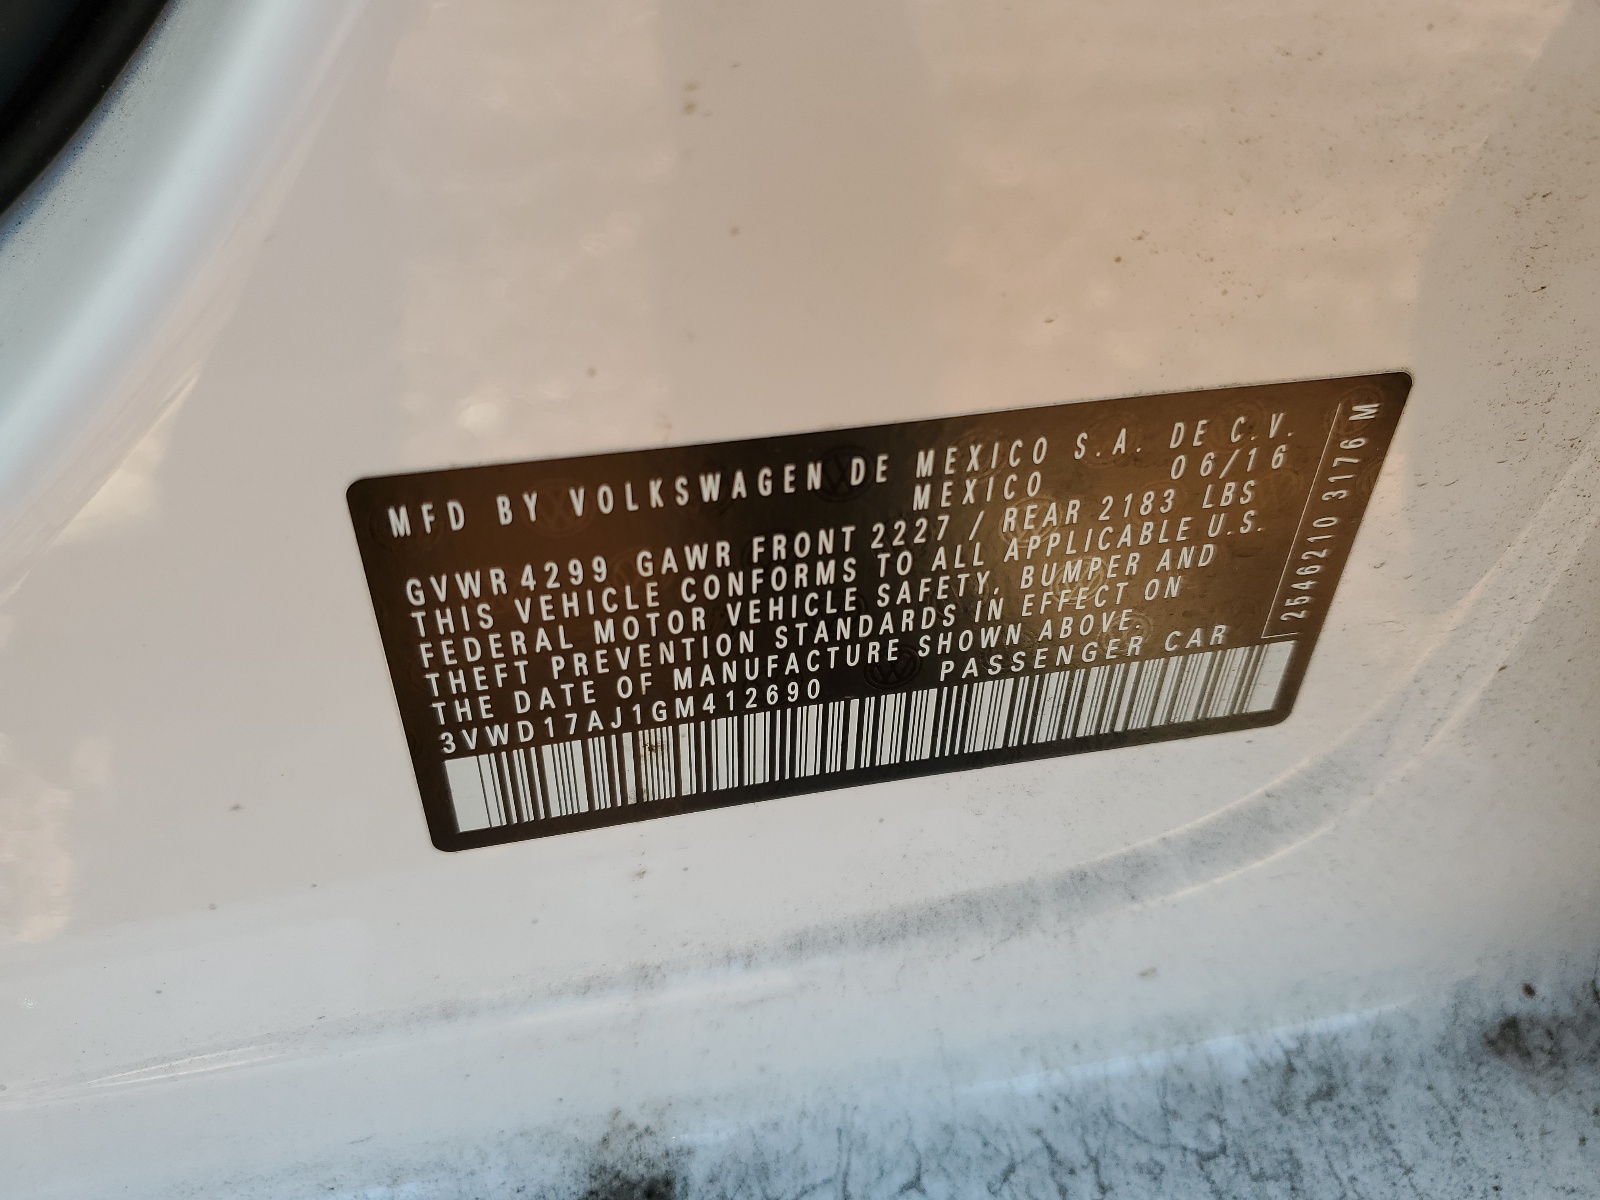 MFD BY VOLKSWAGEN DE MEXICO S.A. DE C.V.
MEXICO 06/16
GVWR 4299 GAWR FRONT 2227 / REAR 2183 LBS
THIS VEHICLE CONFORMS TO ALL APPLICABLE U.S.
FEDERAL MOTOR VEHICLE SAFETY, BUMPER AND
THEFT PREVENTION STANDARDS IN EFFECT ON
THE DATE OF MANUFACTURE SHOWN ABOVE.
3VWD17AJ1GM412690 PASSENGER CAR
2546210 3176 M